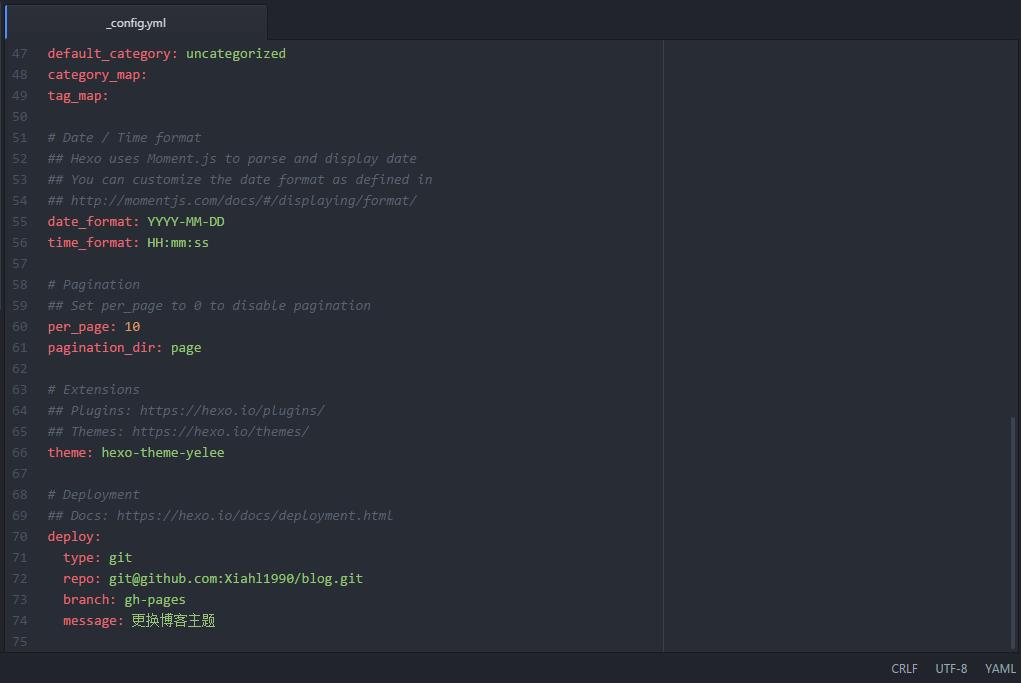 _config.yml
47 default_category: uncategorized
48 category_map:
49 tag_map:
50
51 # Date / Time format
52 ## Hexo uses Moment.js to parse and display date
53 ## You can customize the date format as defined in
54 ## http://momentjs.com/docs/#/displaying/format/
55 date_format: YYYY-MM-DD
56 time_format: HH:mm:ss
57
58 # Pagination
59 ## Set per_page to 0 to disable pagination
60 per_page: 10
61 pagination_dir: page
62
63 # Extensions
64 ## Plugins: https://hexo.io/plugins/
65 ## Themes: https://hexo.io/themes/
66 theme: hexo-theme-yelee
67
68 # Deployment
69 ## Docs: https://hexo.io/docs/deployment.html
70 deploy:
71   type: git
72   repo: git@github.com:Xiahl1990/blog.git
73   branch: gh-pages
74   message: 更换博客主题
75
CRLF UTF-8 YAML